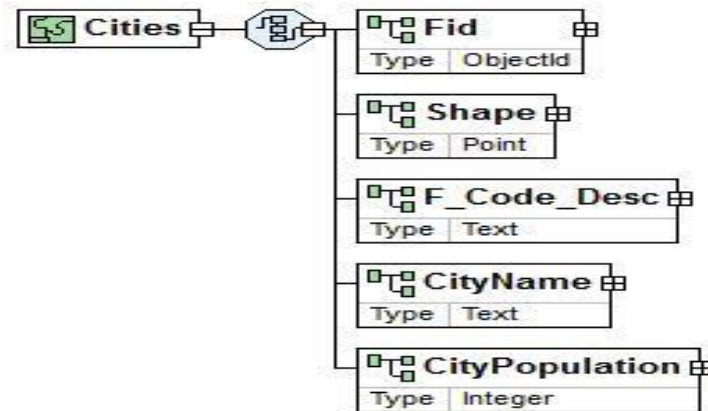 Cities
Fid
Type ObjectId
Shape
Type Point
F_Code_Desc
Type Text
CityName
Type Text
CityPopulation
Type Integer